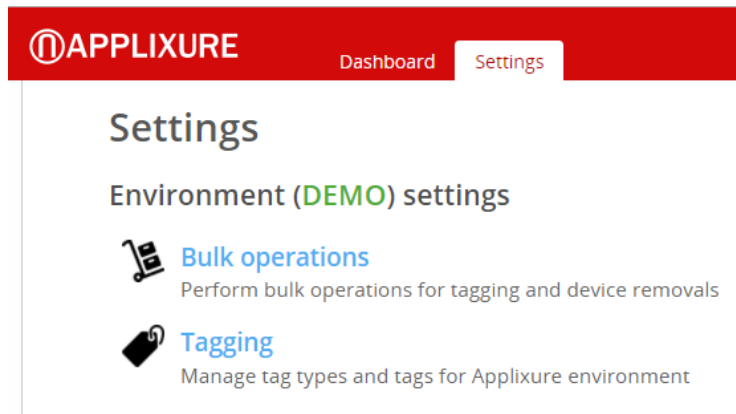 APPLIXURE
Dashboard Settings
Settings
Environment (DEMO) settings
Bulk operations
Perform bulk operations for tagging and device removals
Tagging
Manage tag types and tags for Applixure environment